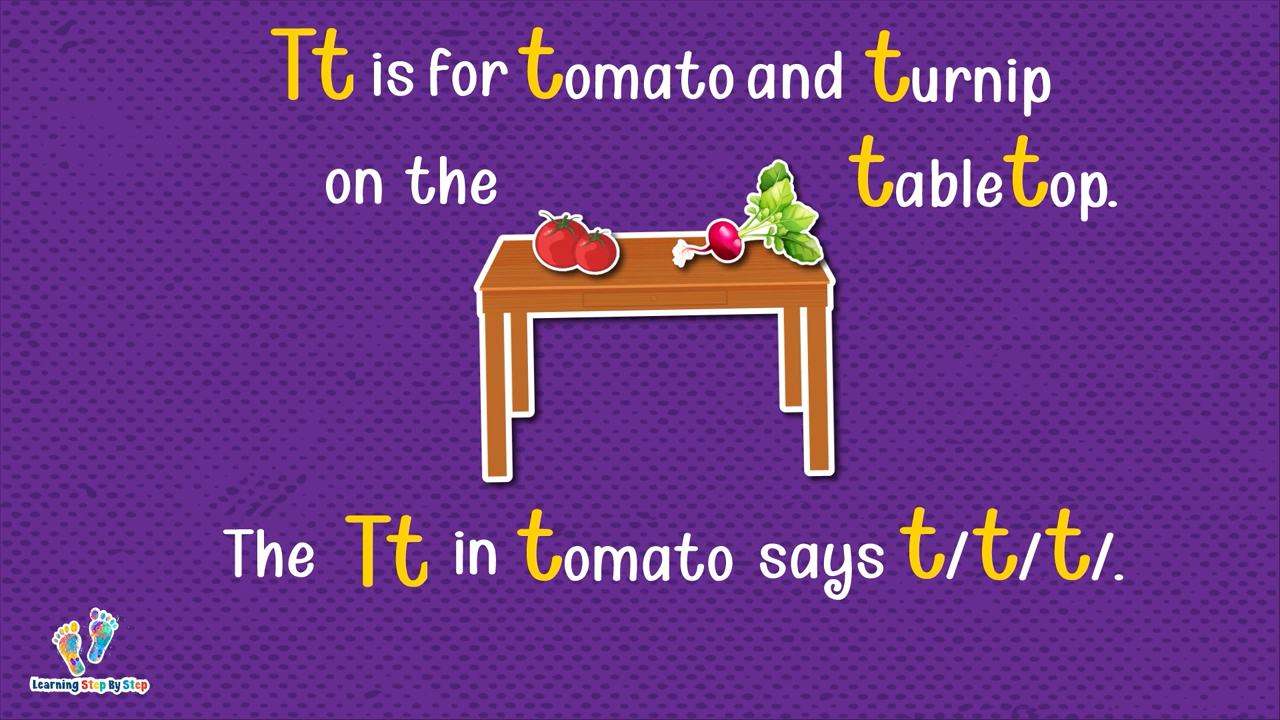 Tt is for tomato and turnip
on the tabletop.
The Tt in tomato says t/t/t/.
Learning Step By Step